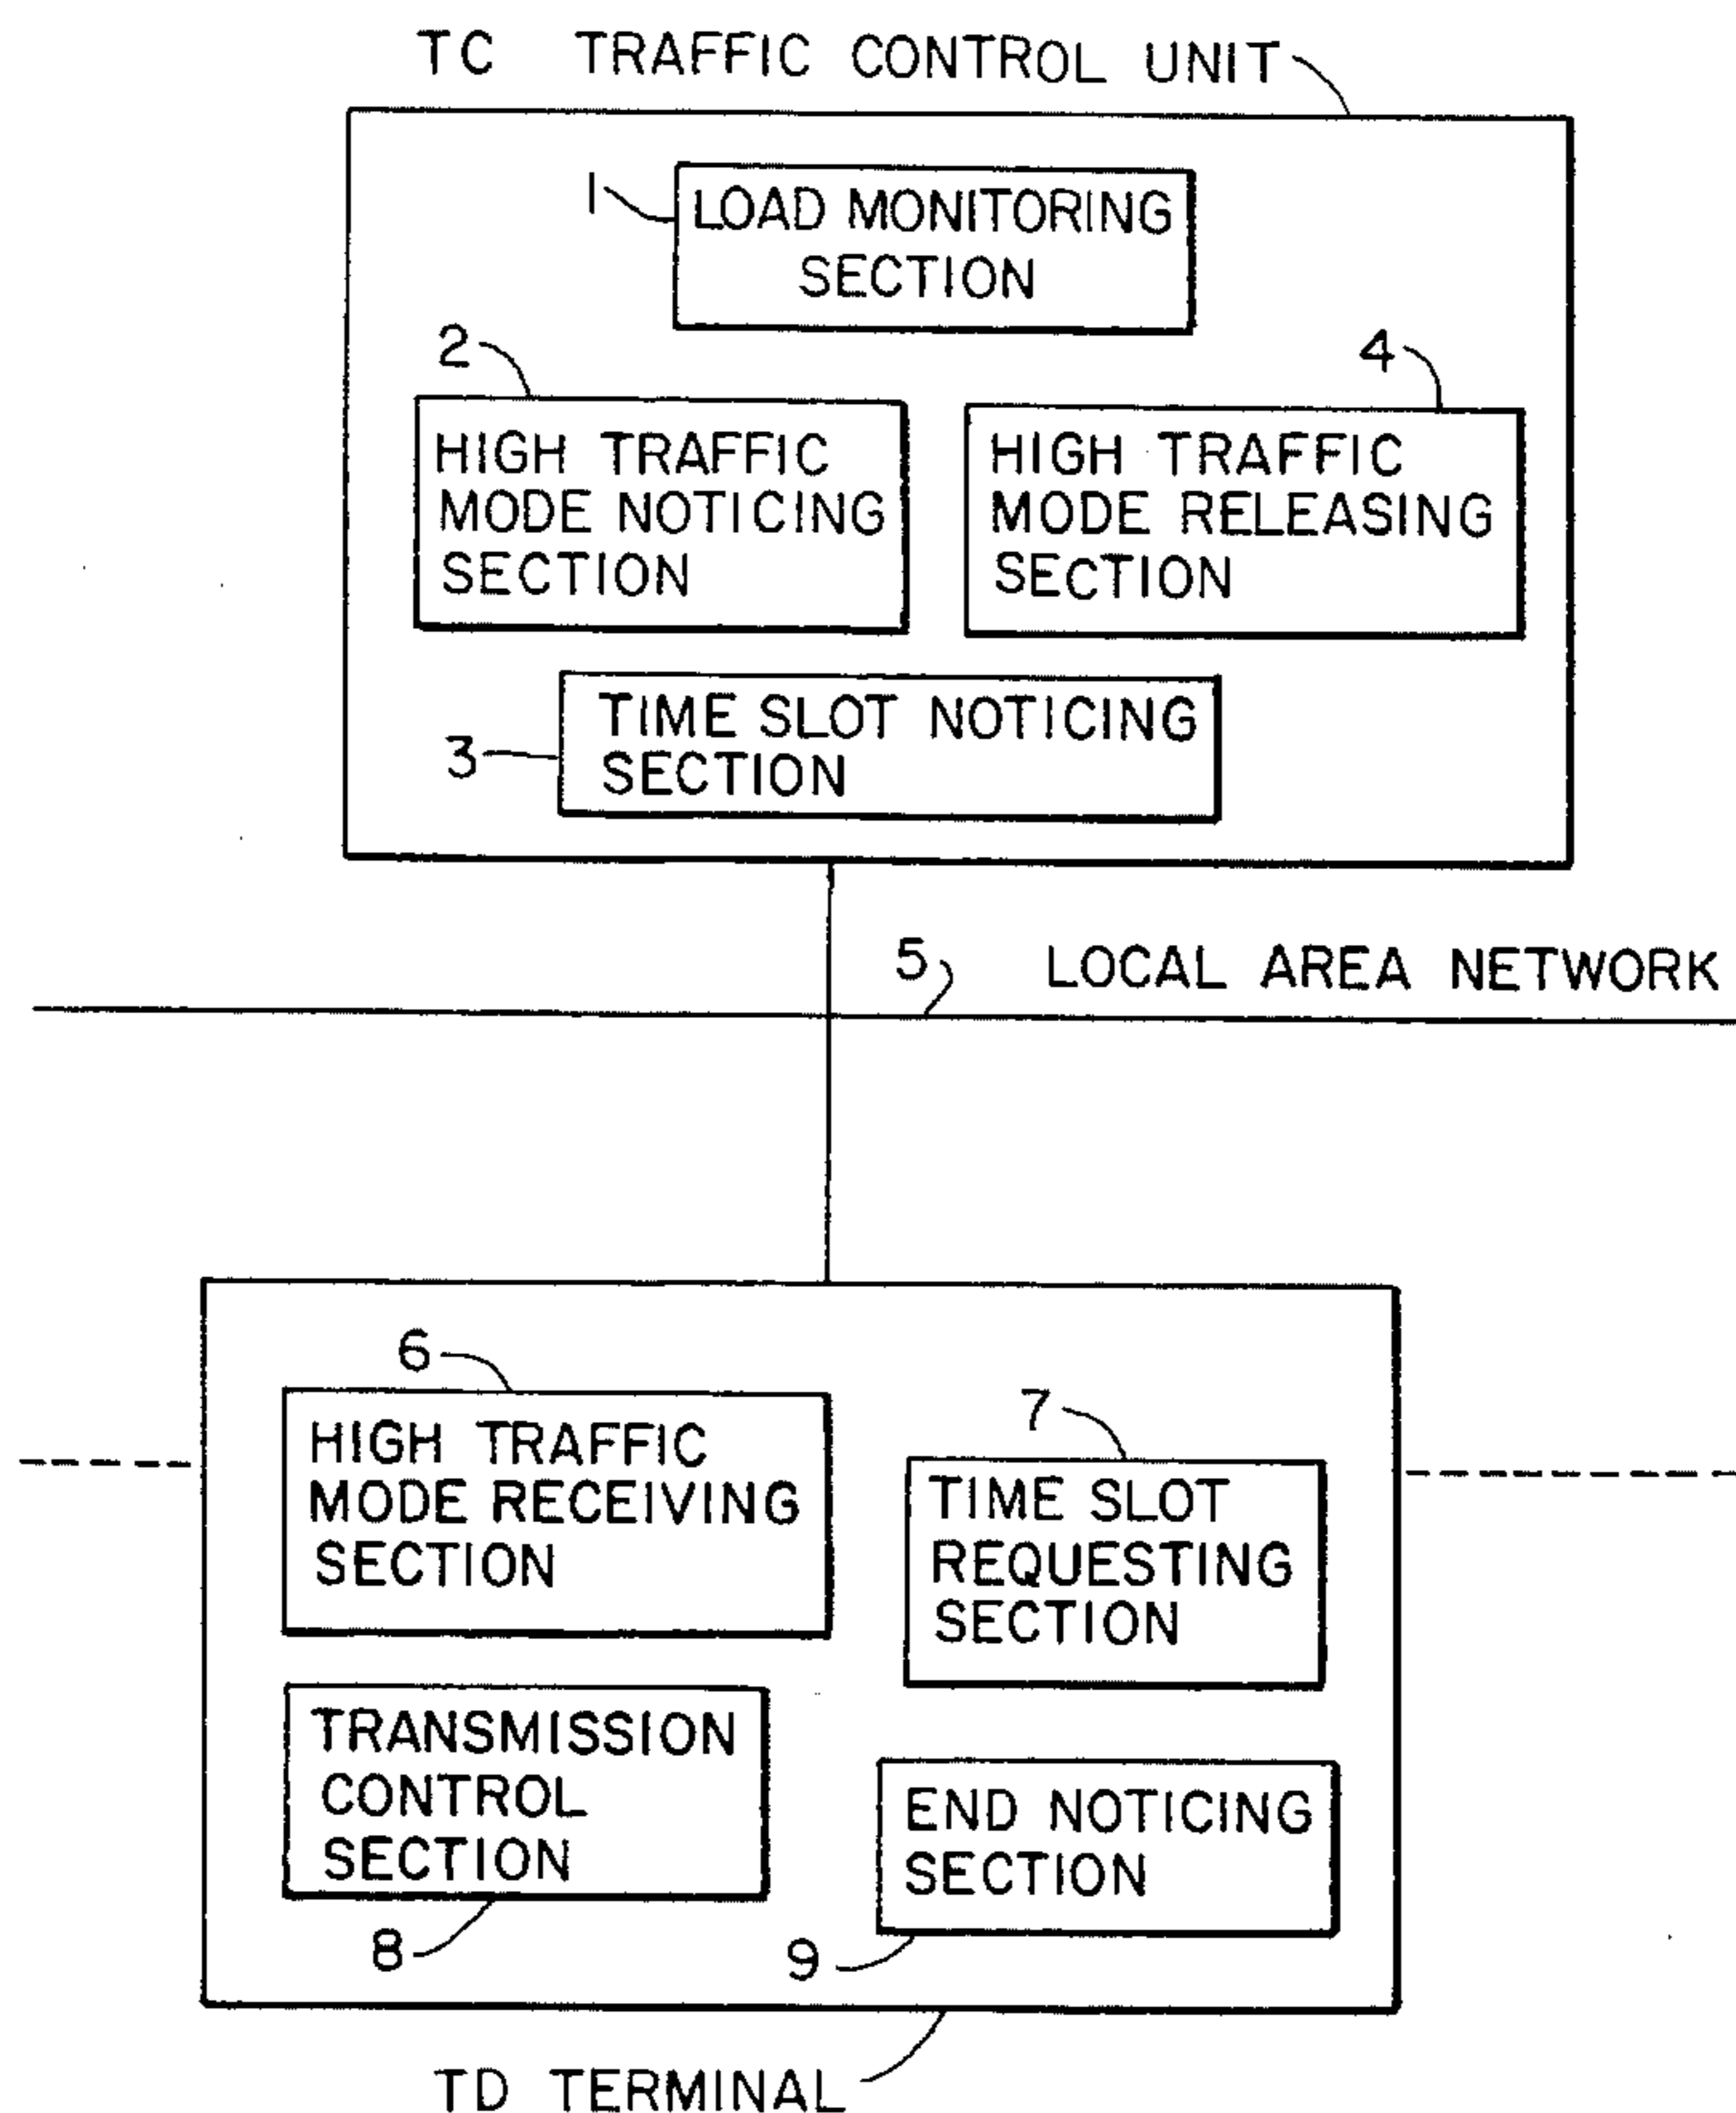 TC TRAFFIC CONTROL UNIT
1
LOAD MONITORING
SECTION
2
4
HIGH TRAFFIC
MODE NOTICING
SECTION
HIGH TRAFFIC
MODE RELEASING
SECTION
3
TIME SLOT NOTICING
SECTION
5
LOCAL AREA NETWORK
6
HIGH TRAFFIC
MODE RECEIVING
SECTION
7
TIME SLOT
REQUESTING
SECTION
TRANSMISSION
CONTROL
SECTION
8
END NOTICING
SECTION
9
TD TERMINAL